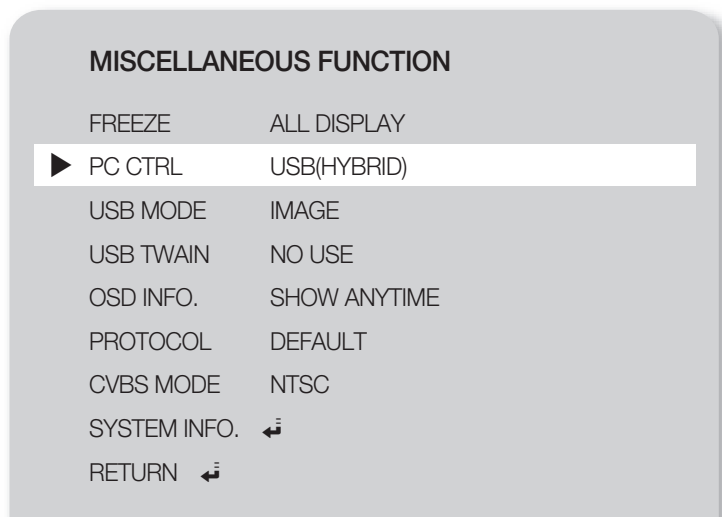 MISCELLANEOUS FUNCTION
FREEZE ALL DISPLAY
PC CTRL USB(HYBRID)
USB MODE IMAGE
USB TWAIN NO USE
OSD INFO. SHOW ANYTIME
PROTOCOL DEFAULT
CVBS MODE NTSC
SYSTEM INFO.
RETURN